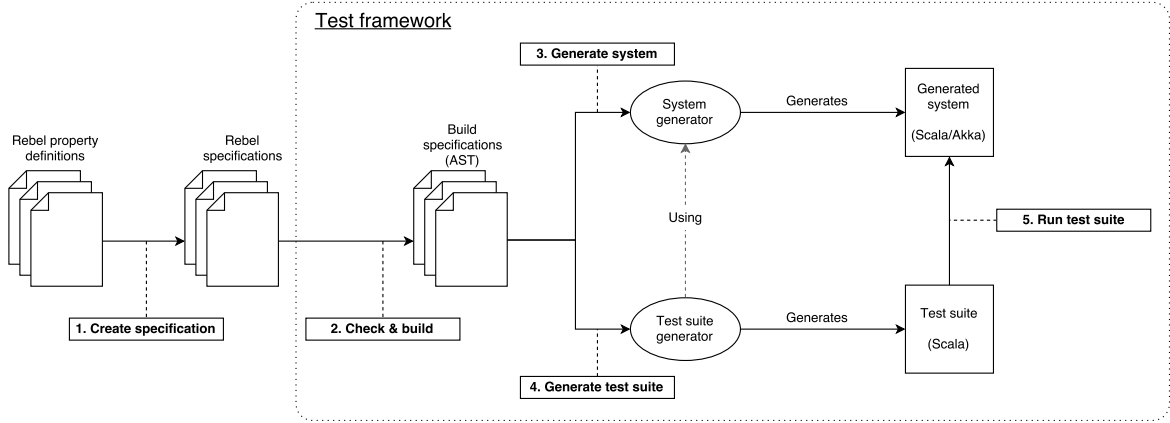 Test framework
3. Generate system
System
generator
Generates
Generated
system
(Scala/Akka)
Rebel property
definitions
Rebel
specifications
Build
specifications
(AST)
Using
5. Run test suite
1. Create specification
2. Check & build
Test suite
generator
Generates
Test suite
(Scala)
4. Generate test suite